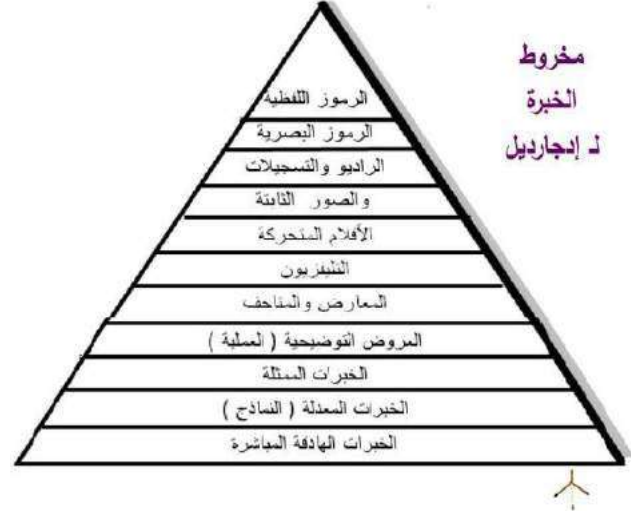 مخروط
الخبرة
لـ إدجارديل
الرموز اللفظية
الرموز البصرية
الراديو والتسجيلات
والصور الثابتة
الأفلام المتحركة
التليفزيون
المعارض والمتاحف
العروض التوضيحية ( العملية )
الخبرات الممثلة
الخبرات المعدلة ( النماذج )
الخبرات الهادفة المباشرة